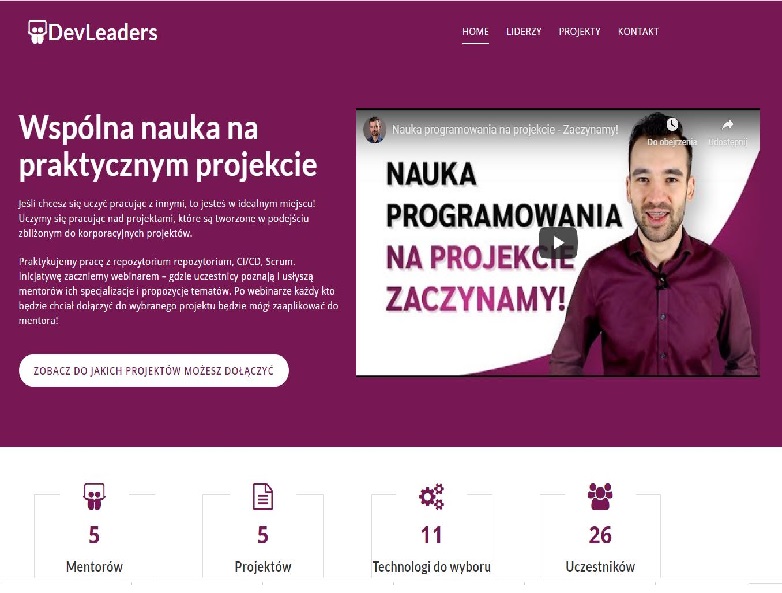 DevLeaders
HOME LIDERZY PROJEKTY KONTAKT
Wspólna nauka na
praktycznym projekcie
Jeśli chcesz się uczyć pracując z innymi, to jesteś w idealnym miejscu!
Uczymy się pracując nad projektami, które są tworzone w podejściu
zbliżonym do korporacyjnych projektów.
Praktykujemy pracę z repozytorium repozytorium, CI/CD, Scrum.
Inicjatywę zaczniemy webinarem – gdzie uczestnicy poznają i usłyszą
mentorów ich specjalizacje i propozycje tematów. Po webinarze każdy kto
będzie chciał dołączyć do wybranego projektu będzie mógł zaaplikować do
mentora!
ZOBACZ DO JAKICH PROJEKTÓW MOŻESZ DOŁĄCZYĆ
Nauka programowania na projekcie - Zaczynamy!
Do obejrzenia Udostępnij
NAUKA
PROGRAMOWANIA
NA PROJEKCIE
ZACZYNAMY!
5 5 11 26
Mentorów Projektów Technologi do wyboru Uczestników